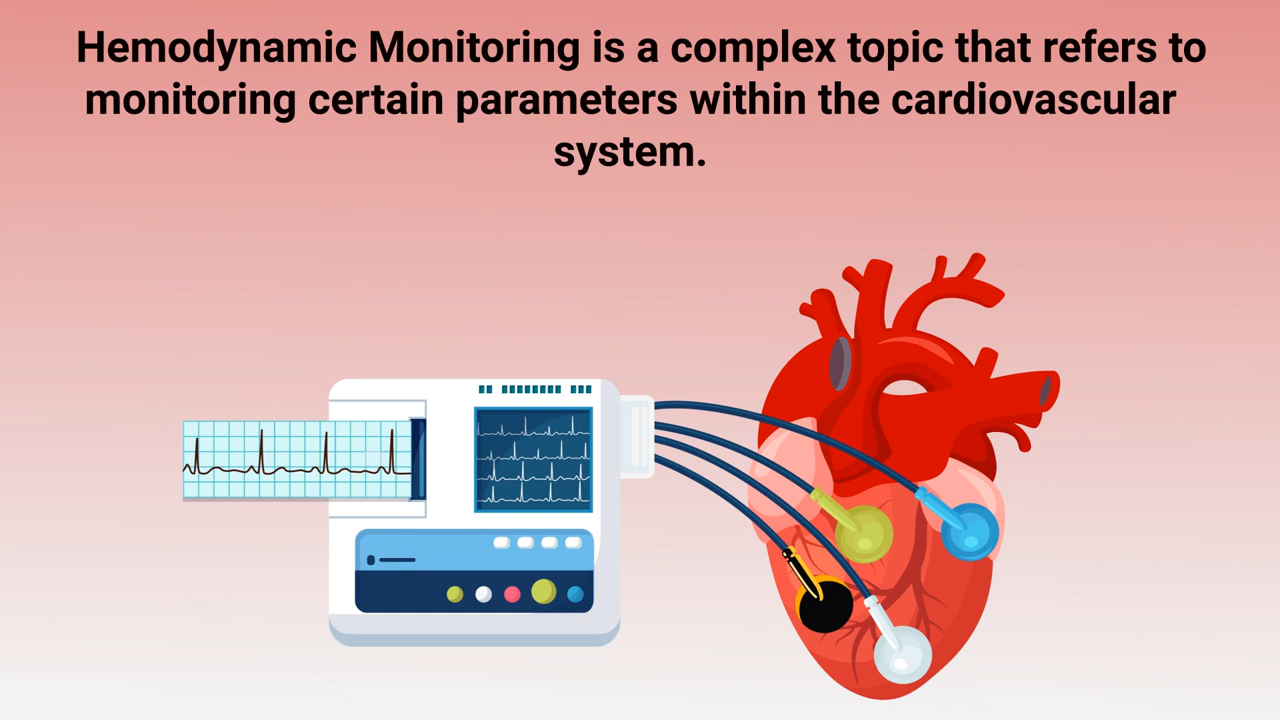 Hemodynamic Monitoring is a complex topic that refers to
monitoring certain parameters within the cardiovascular
system.